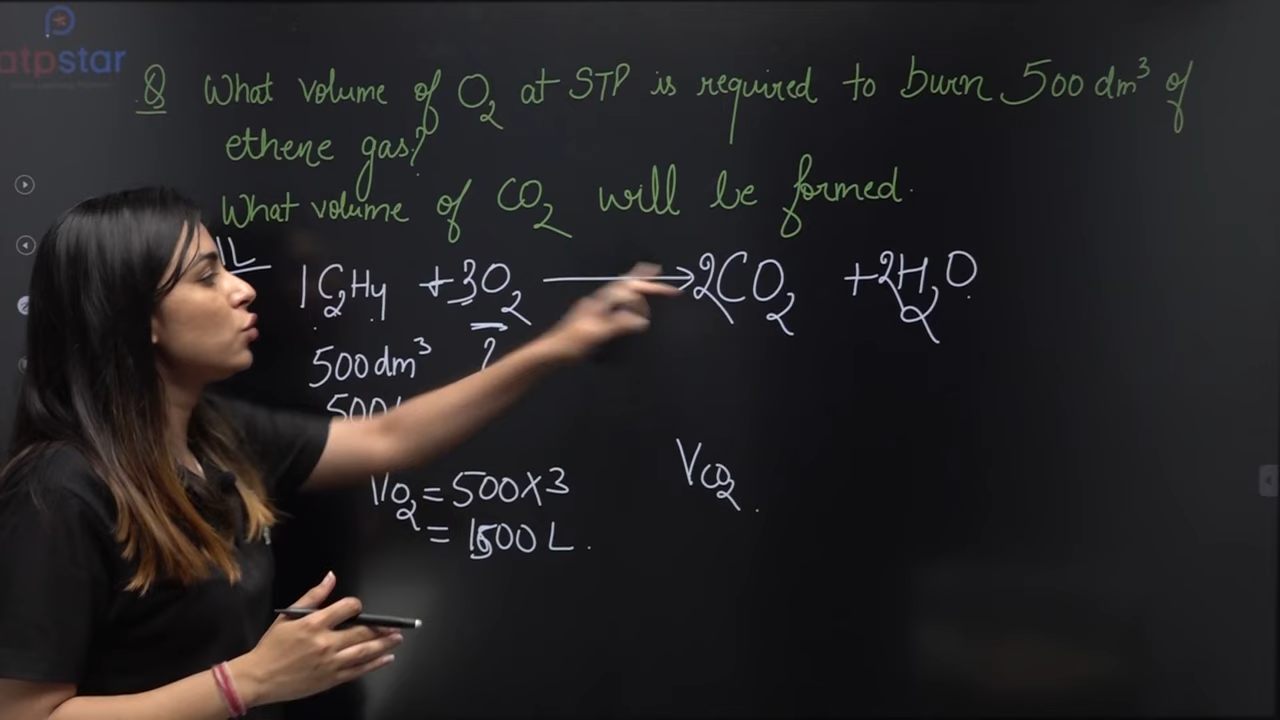 atpstar
Q What volume of O2 at STP is required to burn 500 dm³ of
ethene gas?
What volume of CO2 will be formed.
1L
1C2H4 + 3O2 → 2CO2 + 2H2O
500 dm³ ?
500
VO2 = 500×3
= 1500 L.
VCO2